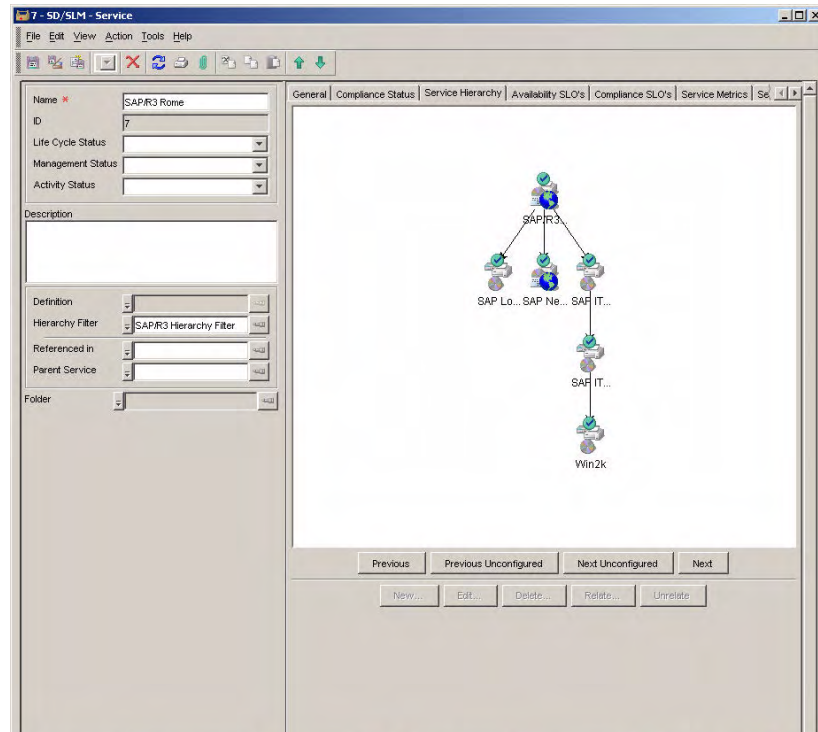 7 - SD/SLM - Service
File Edit View Action Tools Help
Name
SAP/R3 Rome
ID
7
Life Cycle Status
Management Status
Activity Status
Description
Definition
Hierarchy Filter
SAP/R3 Hierarchy Filter
Referenced in
Parent Service
Folder
General Compliance Status Service Hierarchy Availability SLO's Compliance SLO's Service Metrics Se
SAP/R3...
SAP Lo... SAP Ne... SAP IT...
SAP IT...
Win2k
Previous Previous Unconfigured Next Unconfigured Next
New... Edit... Delete... Relate... Unrelate